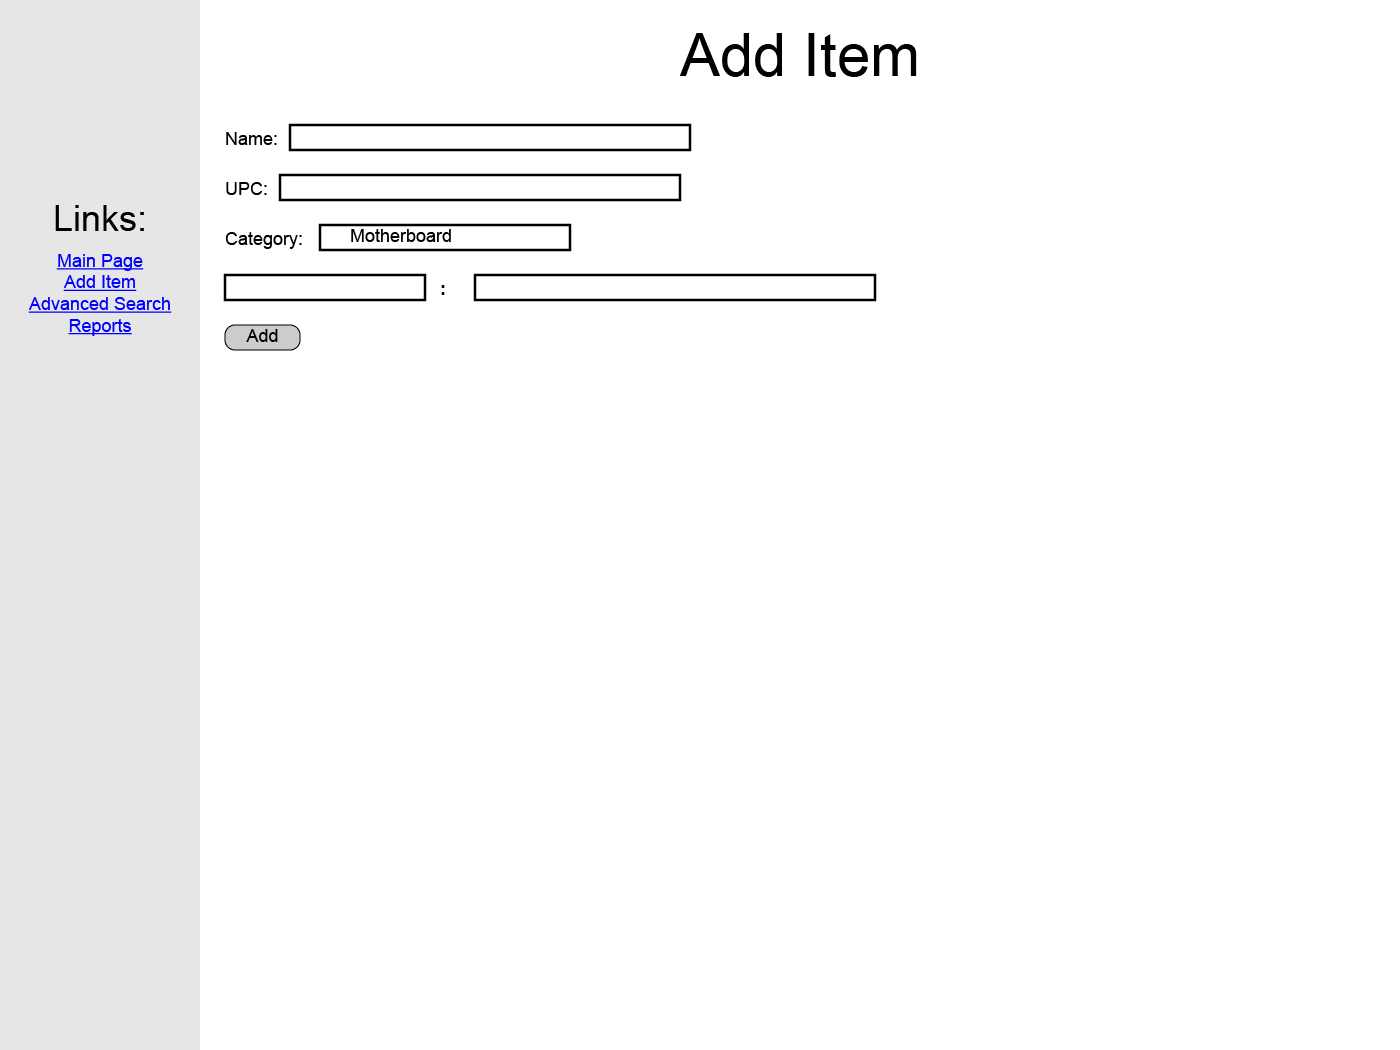 Add Item
Name:
UPC:
Category: Motherboard
:
Add
Links:
Main Page
Add Item
Advanced Search
Reports